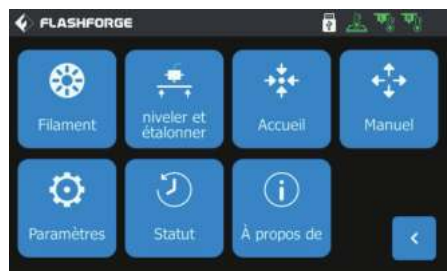 FLASHFORGE
Filament
niveler et
étalonner
Accueil
Manuel
Paramètres
Statut
À propos de